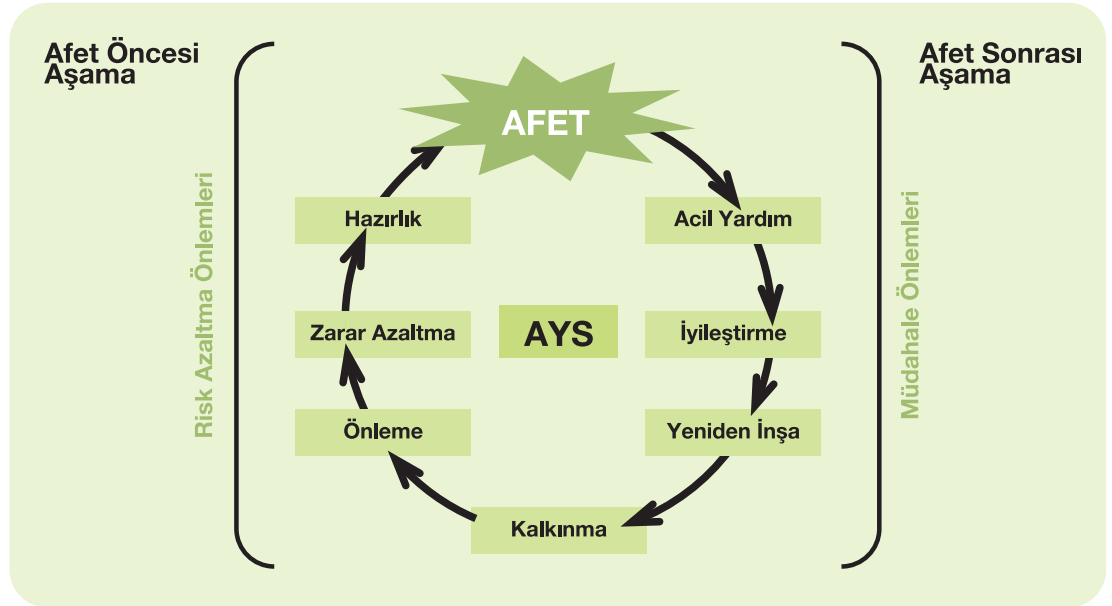 Afet Öncesi
Aşama
Afet Sonrası
Aşama
AFET
Hazırlık
Acil Yardım
Risk Azaltma Önlemleri
Müdahale Önlemleri
Zarar Azaltma
AYS
İyileştirme
Önleme
Yeniden İnşa
Kalkınma